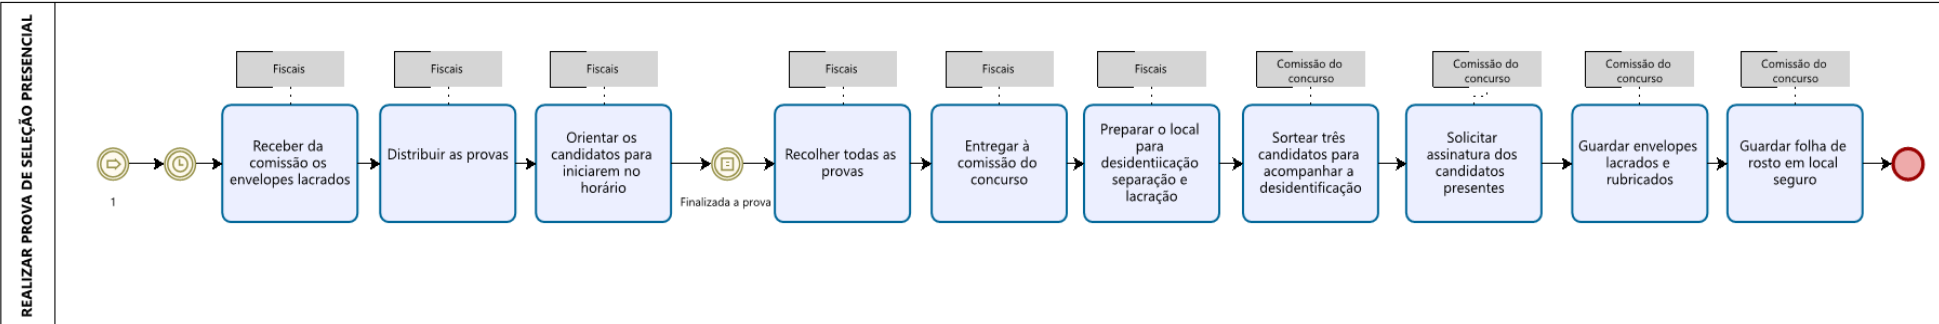 REALIZAR PROVA DE SELEÇÃO PRESENCIAL
1
Fiscais
Receber da
comissão os
envelopes lacrados
Fiscais
Distribuir as provas
Fiscais
Orientar os
candidatos para
iniciarem no
horário
Finalizada a prova
Fiscais
Recolher todas as
provas
Fiscais
Entregar à
comissão do
concurso
Fiscais
Preparar o local
para
desidentiicação
separação e
lacração
Comissão do
concurso
Sortear três
candidatos para
acompanhar a
desidentificação
Comissão do
concurso
Solicitar
assinatura dos
candidatos
presentes
Comissão do
concurso
Guardar envelopes
lacrados e
rubricados
Comissão do
concurso
Guardar folha de
rosto em local
seguro